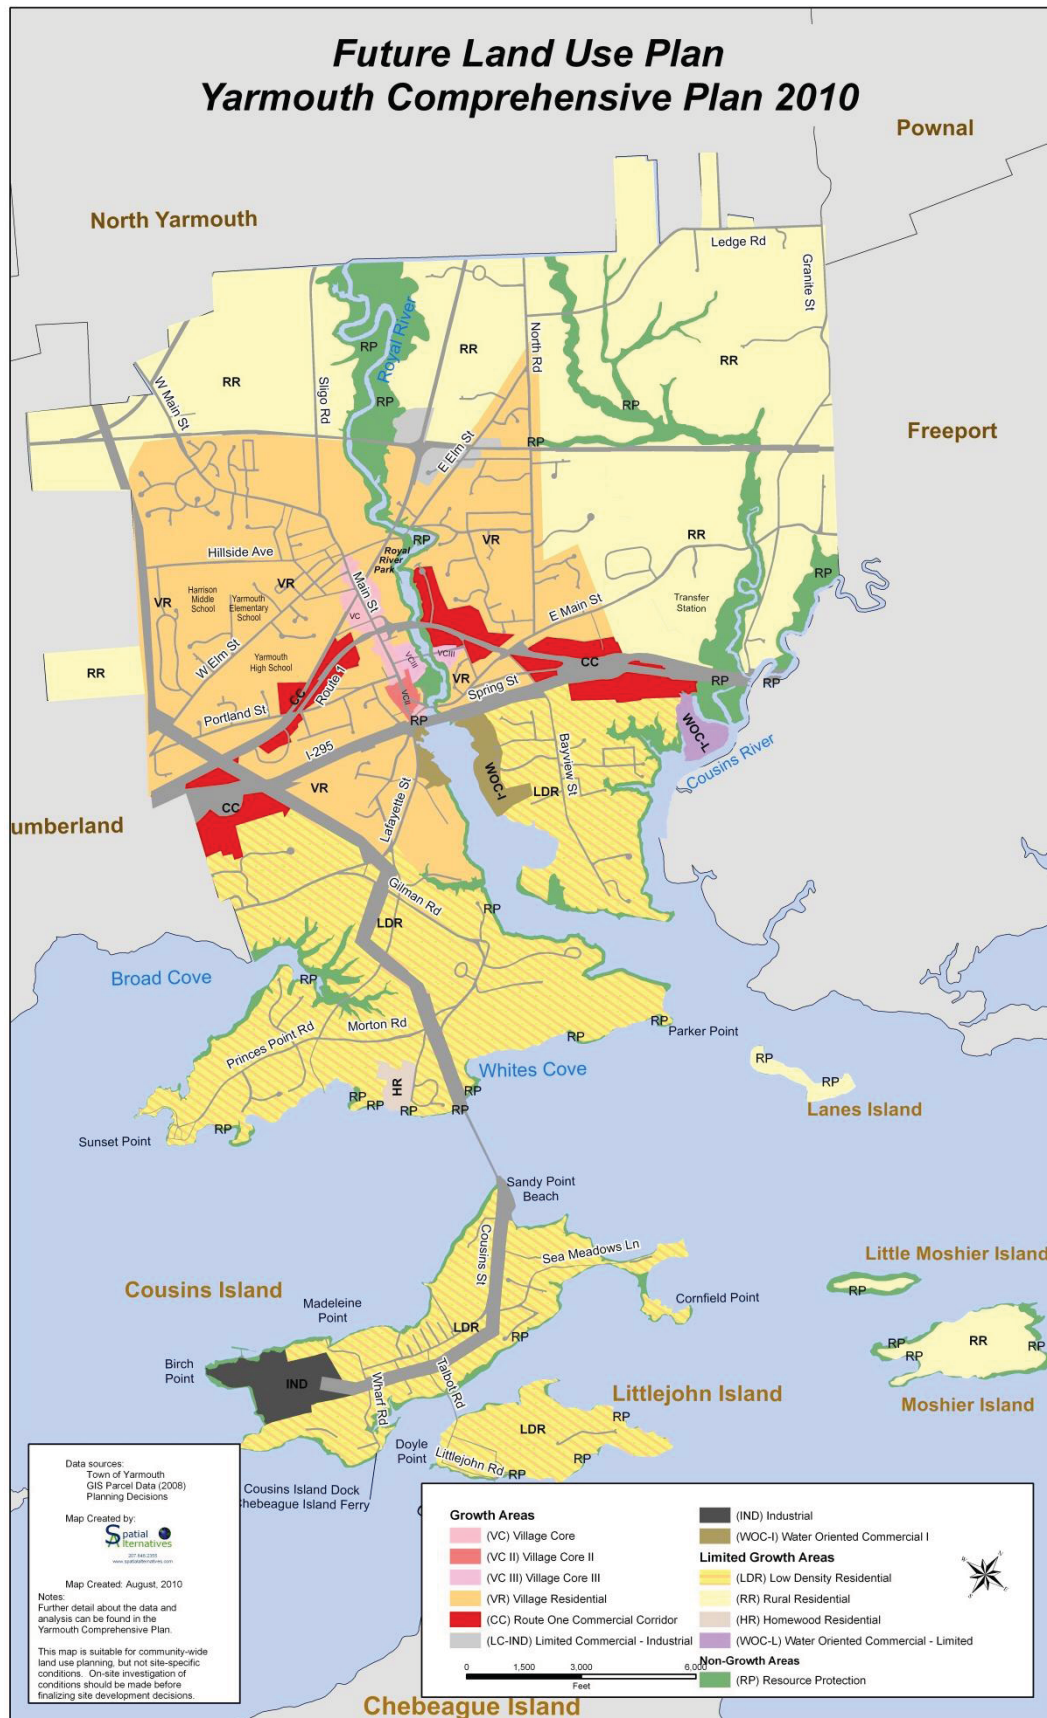 Future Land Use Plan
Yarmouth Comprehensive Plan 2010
Pownal
North Yarmouth
Ledge Rd
Granite St
Royal River
North Rd
RP
RR
RR
RR
W Main St
Sligo Rd
RP
RP
E Elm St
RP
Freeport
RP
VR
RR
Royal
River
Park
Hillside Ave
Main St
VR
VR
Harrison
Middle
School
Yarmouth
Elementary
School
RP
Transfer
Station
E Main St
VC
W Elm St
Yarmouth
High School
VCIII
VCIII
CC
RR
VR
Spring St
RP
RP
CC
Route 1
VCII
Portland St
RP
WOC-L
I-295
Bayview St
Cousins River
WOC-I
LDR
VR
CC
Lafayette St
umberland
Gilman Rd
RP
LDR
Broad Cove
RP
Morton Rd
Princes Point Rd
RP
RP
Parker Point
Whites Cove
RP
RP
HR
RP
RP
RP
RP
RP
Lanes Island
RP
Sunset Point
Sandy Point
Beach
Cousins St
Sea Meadows Ln
Little Moshier Island
RP
Cousins Island
Madeleine
Point
Cornfield Point
LDR
RP
RP
RR
RP
RP
Birch
Point
IND
Talbot Rd
Wharf Rd
Littlejohn Island
Moshier Island
RP
LDR
Doyle
Point
Littlejohn Rd
RP
RP
Cousins Island Dock
Chebeague Island Ferry
Data sources:
Town of Yarmouth
GIS Parcel Data (2008)
Planning Decisions
Map Created by:
Spatial
Alternatives
207.846.2355
www.spatialalternatives.com
Map Created: August, 2010
Notes:
Further detail about the data and
analysis can be found in the
Yarmouth Comprehensive Plan.
This map is suitable for community-wide
land use planning, but not site-specific
conditions. On-site investigation of
conditions should be made before
finalizing site development decisions.
Growth Areas
(VC) Village Core
(VC II) Village Core II
(VC III) Village Core III
(VR) Village Residential
(CC) Route One Commercial Corridor
(LC-IND) Limited Commercial - Industrial
0 1,500 3,000 6,000
Feet
(IND) Industrial
(WOC-I) Water Oriented Commercial I
Limited Growth Areas
(LDR) Low Density Residential
(RR) Rural Residential
(HR) Homewood Residential
(WOC-L) Water Oriented Commercial - Limited
Non-Growth Areas
(RP) Resource Protection
Chebeague Island